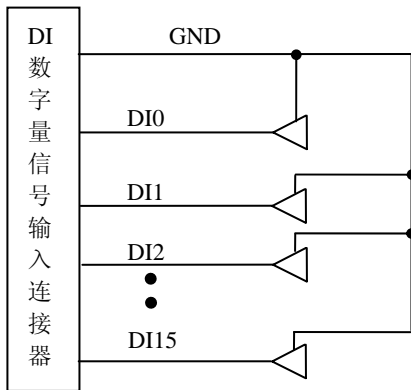 DI
数
字
量
信
号
输
入
连
接
器
GND
DI0
DI1
DI2
DI15